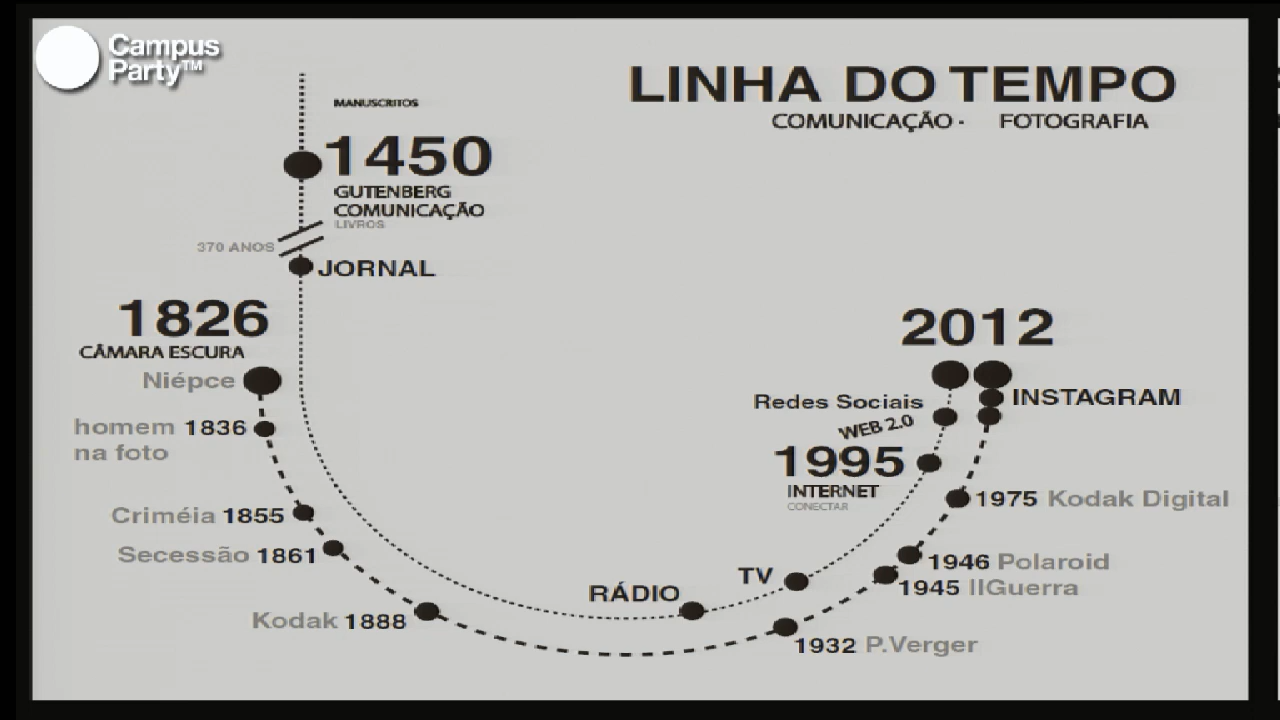 Campus
Party™
LINHA DO TEMPO
COMUNICAÇÃO · FOTOGRAFIA
MANUSCRITOS
1450
GUTENBERG
COMUNICAÇÃO
LIVROS
370 ANOS
JORNAL
1826
CÂMARA ESCURA
Niépce
homem 1836
na foto
Criméia 1855
Secessão 1861
Kodak 1888
RÁDIO
TV
2012
INSTAGRAM
Redes Sociais
WEB 2.0
1995
INTERNET
CONECTAR
1975 Kodak Digital
1946 Polaroid
1945 IIGuerra
1932 P.Verger